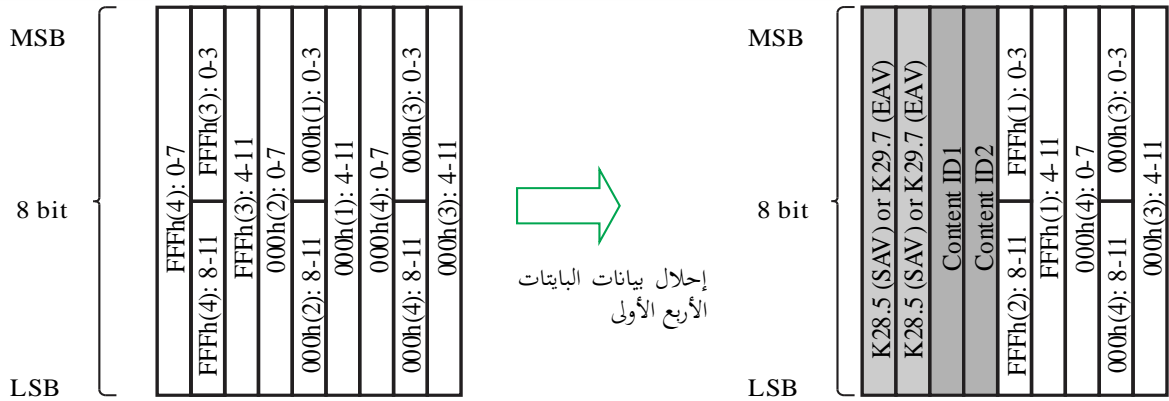 MSB
8 bit
LSB
FFFh(4): 0-7
FFFh(3): 0-3
FFFh(4): 8-11
FFFh(3): 4-11
000h(2): 0-7
000h(1): 0-3
000h(2): 8-11
000h(1): 4-11
000h(4): 0-7
000h(3): 0-3
000h(4): 8-11
000h(3): 4-11
إحلال بيانات البايتات
الأربع الأولى
MSB
8 bit
LSB
K28.5 (SAV) or K29.7 (EAV)
K28.5 (SAV) or K29.7 (EAV)
Content ID1
Content ID2
FFFh(1): 0-3
FFFh(2): 8-11
FFFh(1): 4-11
000h(4): 0-7
000h(3): 0-3
000h(4): 8-11
000h(3): 4-11